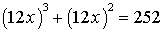 (12x)³ + (12x)² = 252